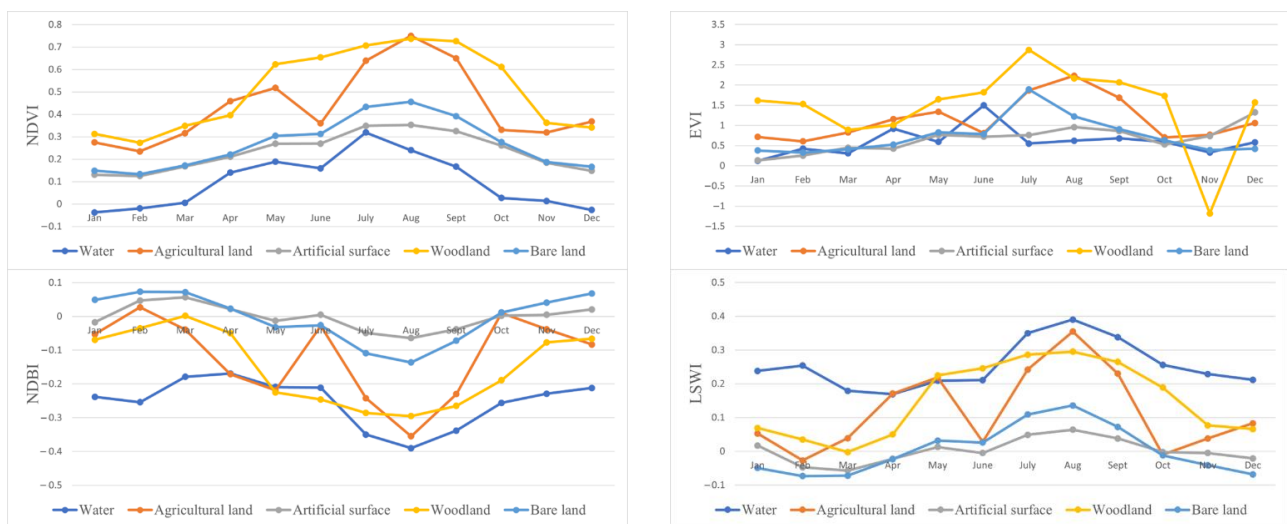 NDVI
0.8
0.7
0.6
0.5
0.4
0.3
0.2
0.1
0
−0.1
Jan Feb Mar Apr May June July Aug Sept Oct Nov Dec
Water Agricultural land Artificial surface Woodland Bare land
EVI
3.5
3
2.5
2
1.5
1
0.5
0
−0.5
−1
−1.5
Jan Feb Mar Apr May June July Aug Sept Oct Nov Dec
Water Agricultural land Artificial surface Woodland Bare land
NDBI
0.1
0
−0.1
−0.2
−0.3
−0.4
−0.5
Jan Feb Mar Apr May June July Aug Sept Oct Nov Dec
Water Agricultural land Artificial surface Woodland Bare land
LSWI
0.5
0.4
0.3
0.2
0.1
0
−0.1
Jan Feb Mar Apr May June July Aug Sept Oct Nov Dec
Water Agricultural land Artificial surface Woodland Bare land